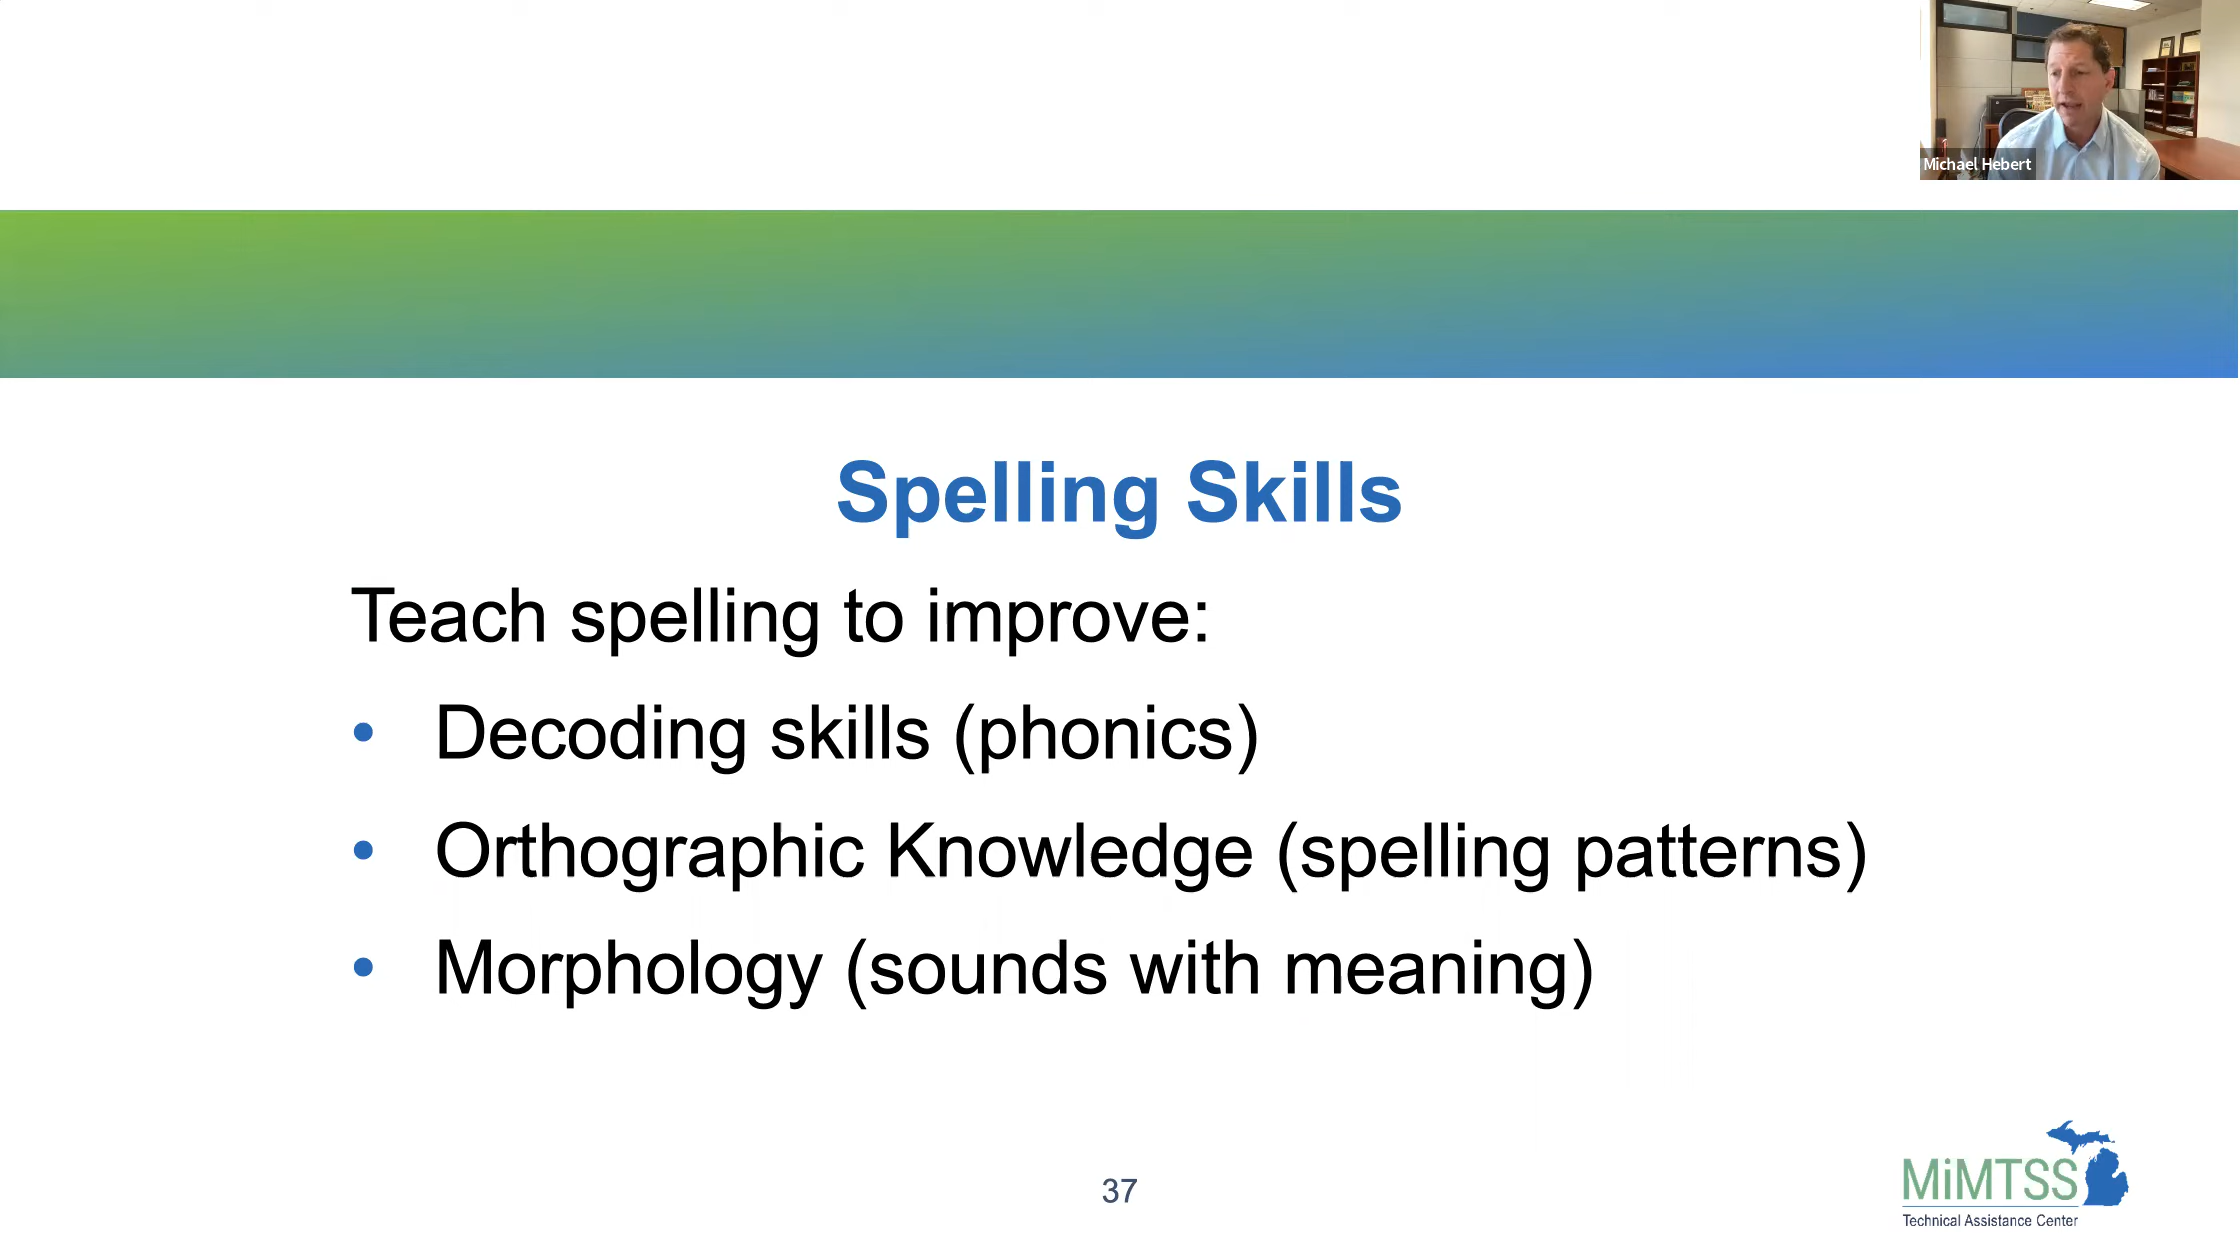 Michael Hebert
Spelling Skills
Teach spelling to improve:
• Decoding skills (phonics)
• Orthographic Knowledge (spelling patterns)
• Morphology (sounds with meaning)
37
MiMTSS
Technical Assistance Center